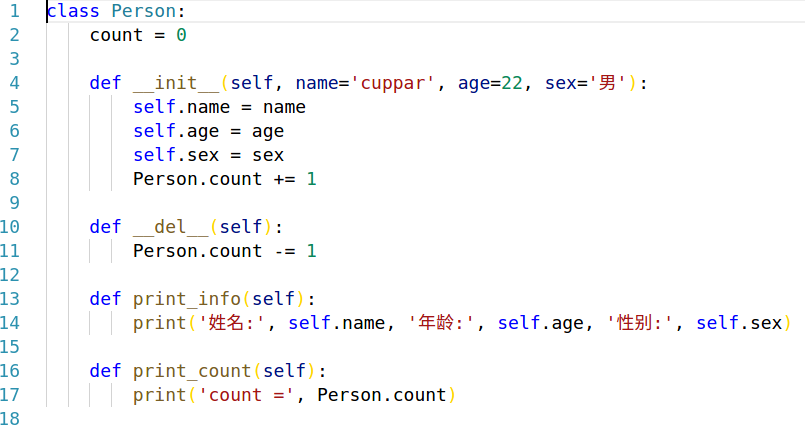 1 class Person:
2     count = 0
3
4     def __init__(self, name='cuppar', age=22, sex='男'):
5         self.name = name
6         self.age = age
7         self.sex = sex
8         Person.count += 1
9
10     def __del__(self):
11         Person.count -= 1
12
13     def print_info(self):
14         print('姓名:', self.name, '年龄:', self.age, '性别:', self.sex)
15
16     def print_count(self):
17         print('count =', Person.count)
18